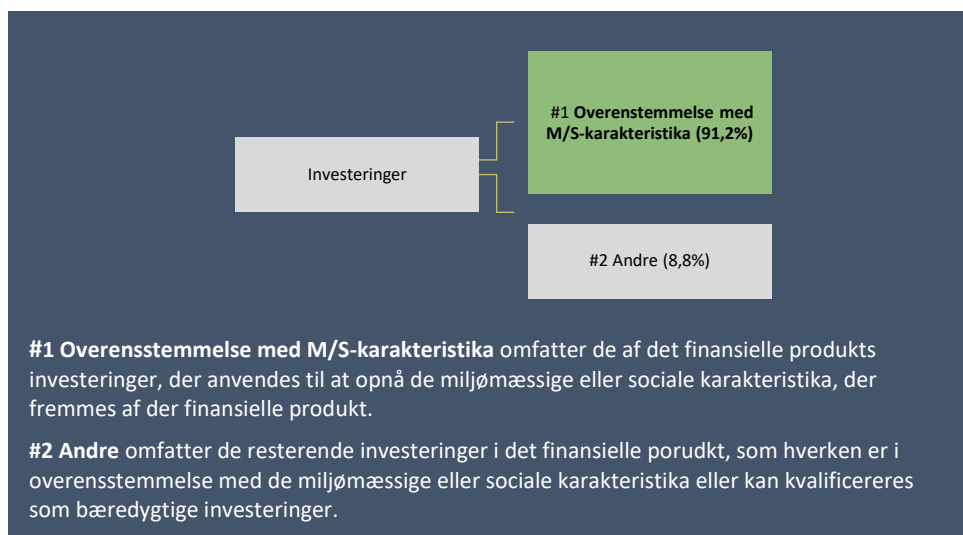 #1 Overenstemmelse med
M/S-karakteristika (91,2%)
Investeringer
#2 Andre (8,8%)
#1 Overensstemmelse med M/S-karakteristika omfatter de af det finansielle produkts
investeringer, der anvendes til at opnå de miljømæssige eller sociale karakteristika, der
fremmes af der finansielle produkt.
#2 Andre omfatter de resterende investeringer i det finansielle porudkt, som hverken er i
overensstemmelse med de miljømæssige eller sociale karakteristika eller kan kvalificereres
som bæredygtige investeringer.